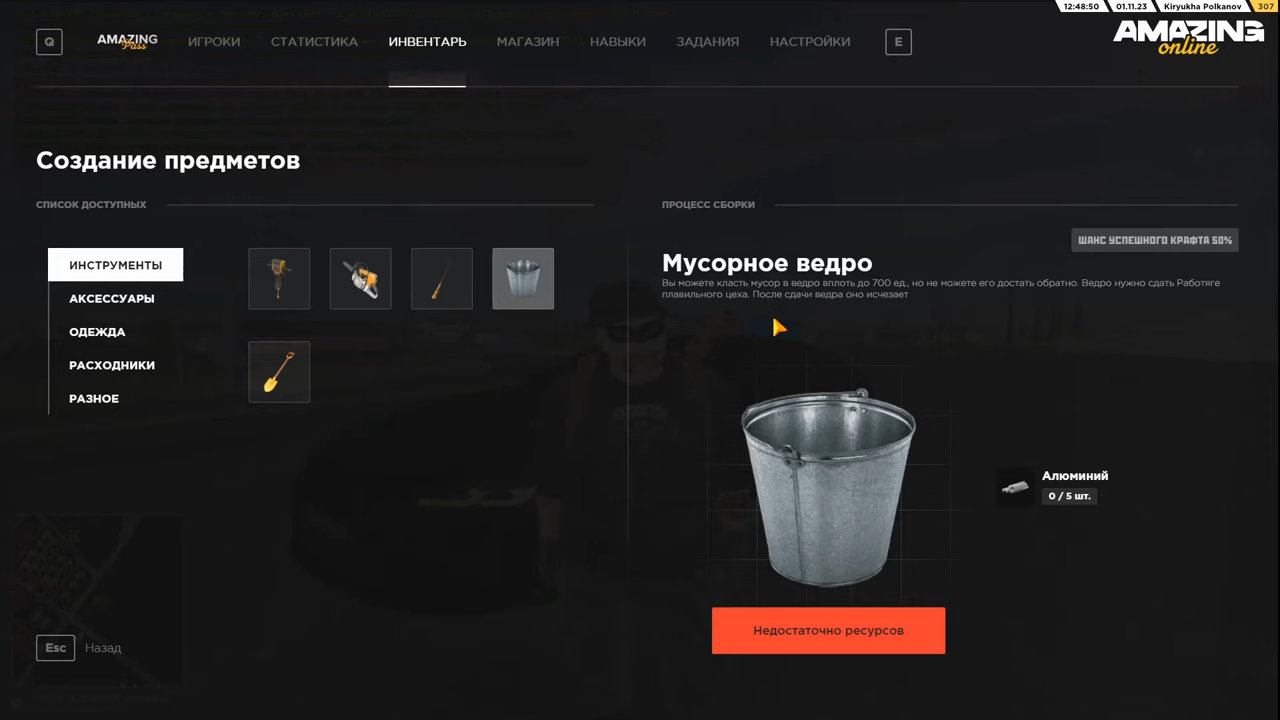 12:48:50 01.11.23 Kiryukha Polkanov 307
Q AMAZING Pass ИГРОКИ СТАТИСТИКА ИНВЕНТАРЬ МАГАЗИН НАВЫКИ ЗАДАНИЯ НАСТРОЙКИ E
AMAZING
online
Создание предметов
СПИСОК ДОСТУПНЫХ
ИНСТРУМЕНТЫ
АКСЕССУАРЫ
ОДЕЖДА
РАСХОДНИКИ
РАЗНОЕ
Esc Назад
ПРОЦЕСС СБОРКИ
ШАНС УСПЕШНОГО КРАФТА 50%
Мусорное ведро
Вы можете класть мусор в ведро вплоть до 700 ед., но не можете его достать обратно. Ведро нужно сдать Работяге
плавильного цеха. После сдачи ведра оно исчезает
Алюминий
0 / 5 шт.
Недостаточно ресурсов